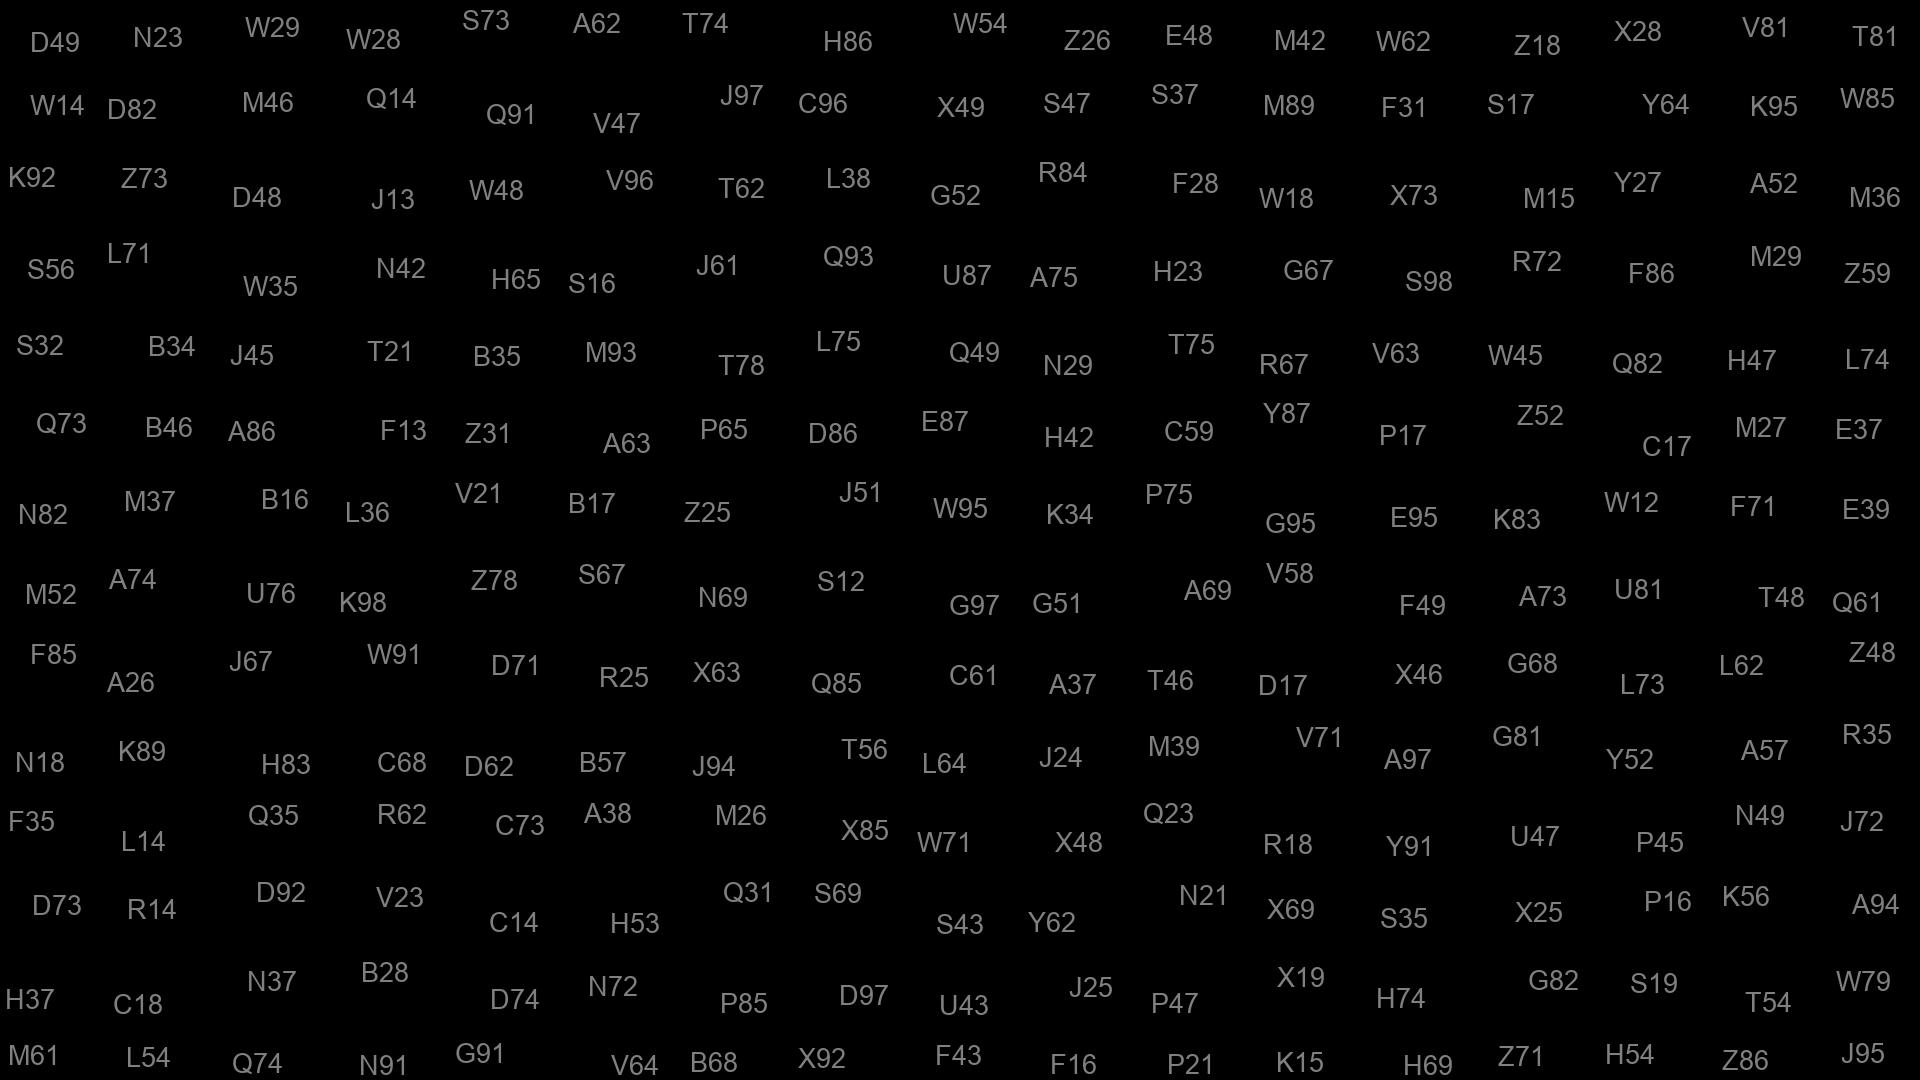 D49 N23 W29 W28 S73 A62 T74 H86 W54 Z26 E48 M42 W62 Z18 X28 V81 T81
W14 D82 M46 Q14 Q91 V47 J97 C96 X49 S47 S37 M89 F31 S17 Y64 K95 W85
K92 Z73 D48 J13 W48 V96 T62 L38 G52 R84 F28 W18 X73 M15 Y27 A52 M36
S56 L71 W35 N42 H65 S16 J61 Q93 U87 A75 H23 G67 S98 R72 F86 M29 Z59
S32 B34 J45 T21 B35 M93 T78 L75 Q49 N29 T75 R67 V63 W45 Q82 H47 L74
Q73 B46 A86 F13 Z31 A63 P65 D86 E87 H42 C59 Y87 P17 Z52 C17 M27 E37
N82 M37 B16 L36 V21 B17 Z25 J51 W95 K34 P75 G95 E95 K83 W12 F71 E39
M52 A74 U76 K98 Z78 S67 N69 S12 G97 G51 A69 V58 F49 A73 U81 T48 Q61
F85 A26 J67 W91 D71 R25 X63 Q85 C61 A37 T46 D17 X46 G68 L73 L62 Z48
N18 K89 H83 C68 D62 B57 J94 T56 L64 J24 M39 V71 A97 G81 Y52 A57 R35
F35 L14 Q35 R62 C73 A38 M26 X85 W71 X48 Q23 R18 Y91 U47 P45 N49 J72
D73 R14 D92 V23 C14 H53 Q31 S69 S43 Y62 N21 X69 S35 X25 P16 K56 A94
H37 C18 N37 B28 D74 N72 P85 D97 U43 J25 P47 X19 H74 G82 S19 T54 W79
M61 L54 Q74 N91 G91 V64 B68 X92 F43 F16 P21 K15 H69 Z71 H54 Z86 J95